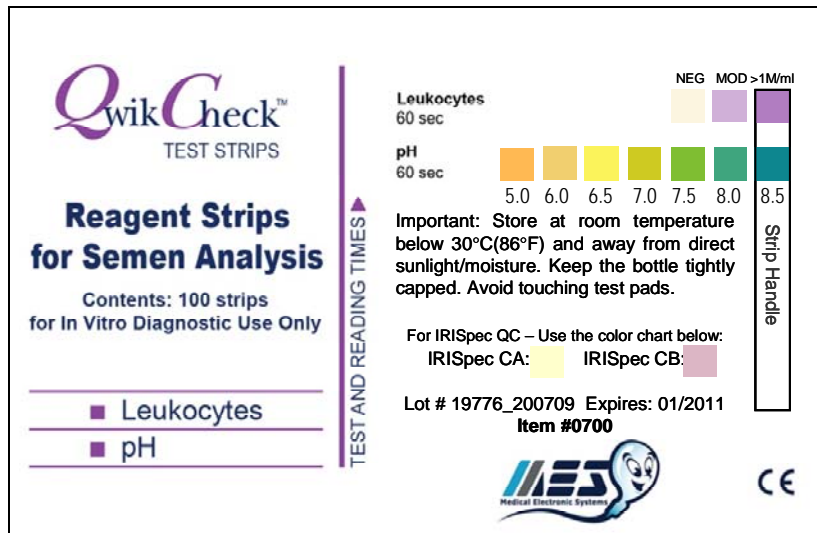 QwikCheck™
TEST STRIPS
Reagent Strips
for Semen Analysis
Contents: 100 strips
for In Vitro Diagnostic Use Only
Leukocytes
pH
TEST AND READING TIMES
NEG MOD >1M/ml
Leukocytes
60 sec
pH
60 sec
5.0 6.0 6.5 7.0 7.5 8.0 8.5
Strip Handle
Important: Store at room temperature
below 30°C(86°F) and away from direct
sunlight/moisture. Keep the bottle tightly
capped. Avoid touching test pads.
For IRISpec QC – Use the color chart below:
IRISpec CA: IRISpec CB:
Lot # 19776_200709 Expires: 01/2011
Item #0700
MES
Medical Electronic Systems
CE